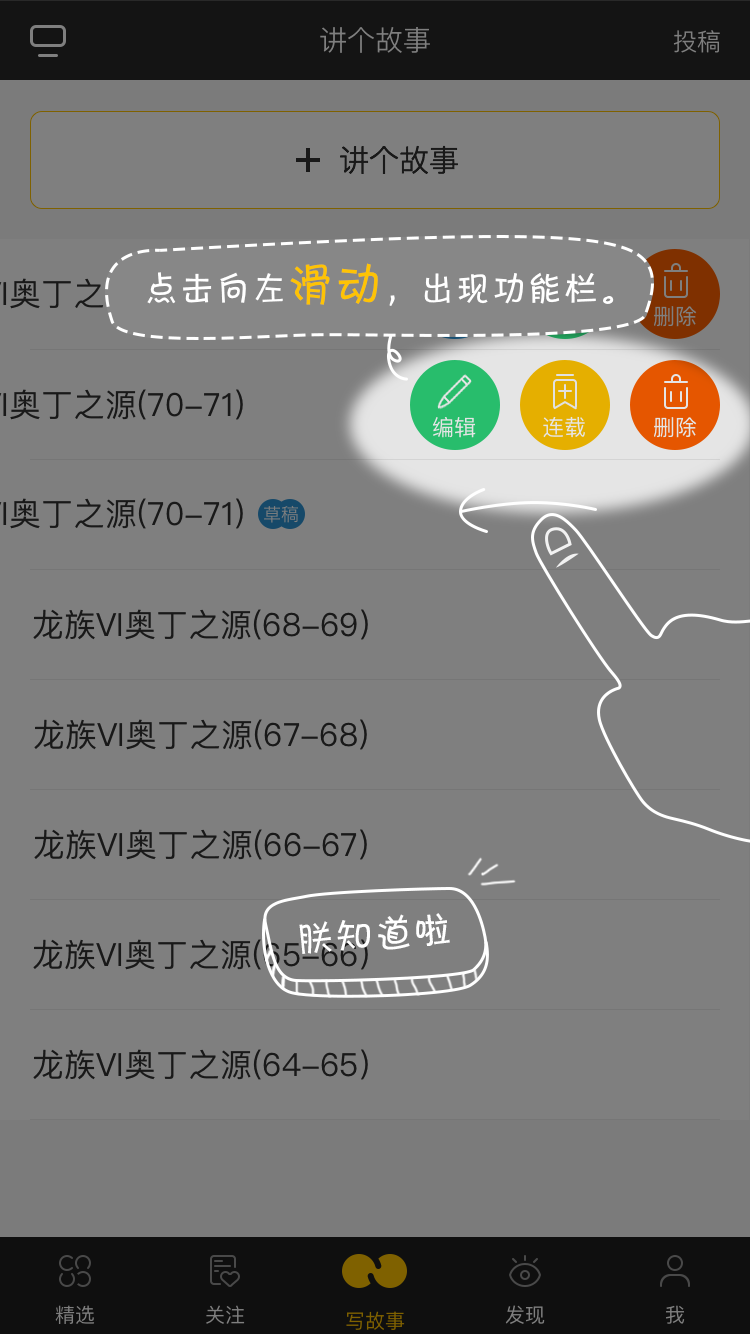 讲个故事
投稿
+ 讲个故事
VI奥丁之
点击向左滑动，出现功能栏。
删除
VI奥丁之源(70-71)
编辑
连载
删除
VI奥丁之源(70-71)
草稿
龙族VI奥丁之源(68-69)
龙族VI奥丁之源(67-68)
龙族VI奥丁之源(66-67)
朕知道啦
龙族VI奥丁之源(65-66)
龙族VI奥丁之源(64-65)
精选
关注
写故事
发现
我